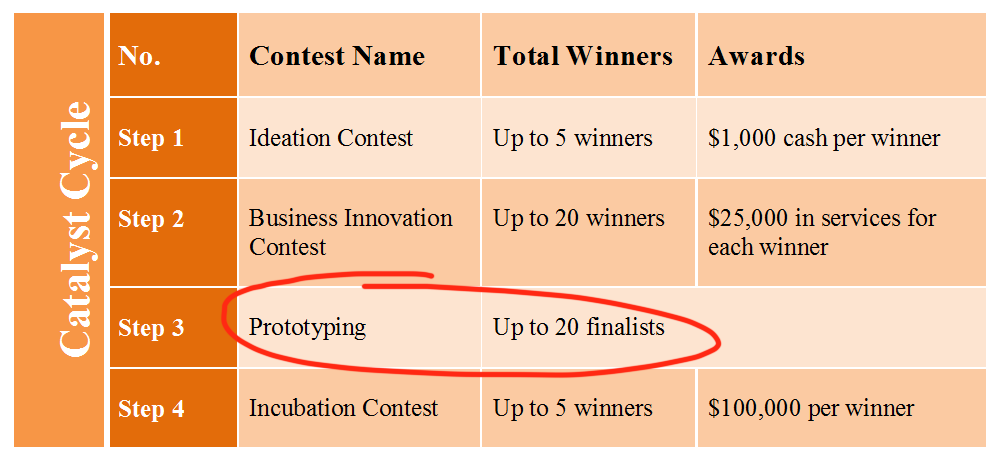 Catalyst Cycle
No. Contest Name Total Winners Awards
Step 1 Ideation Contest Up to 5 winners $1,000 cash per winner
Step 2 Business Innovation Up to 20 winners $25,000 in services for
Contest each winner
Step 3 Prototyping Up to 20 finalists
Step 4 Incubation Contest Up to 5 winners $100,000 per winner